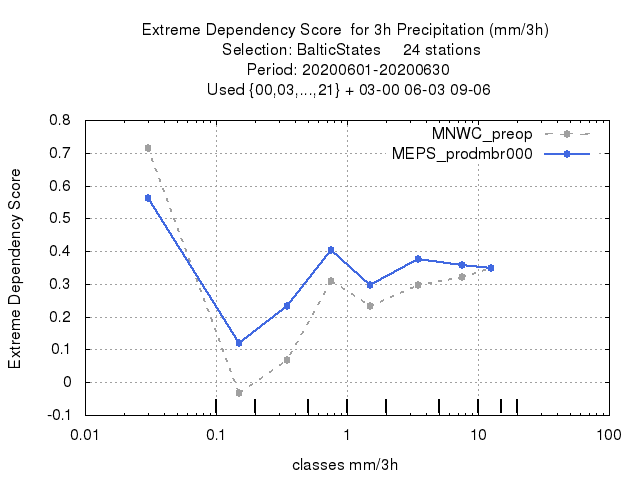 Extreme Dependency Score  for 3h Precipitation (mm/3h)
Selection: BalticStates     24 stations
Period: 20200601-20200630
Used {00,03,...,21} + 03-00 06-03 09-06
MNWC_preop
MEPS_prodmbr000
Extreme Dependency Score
0.8
0.7
0.6
0.5
0.4
0.3
0.2
0.1
0
-0.1
0.01 0.1 1 10 100
classes mm/3h